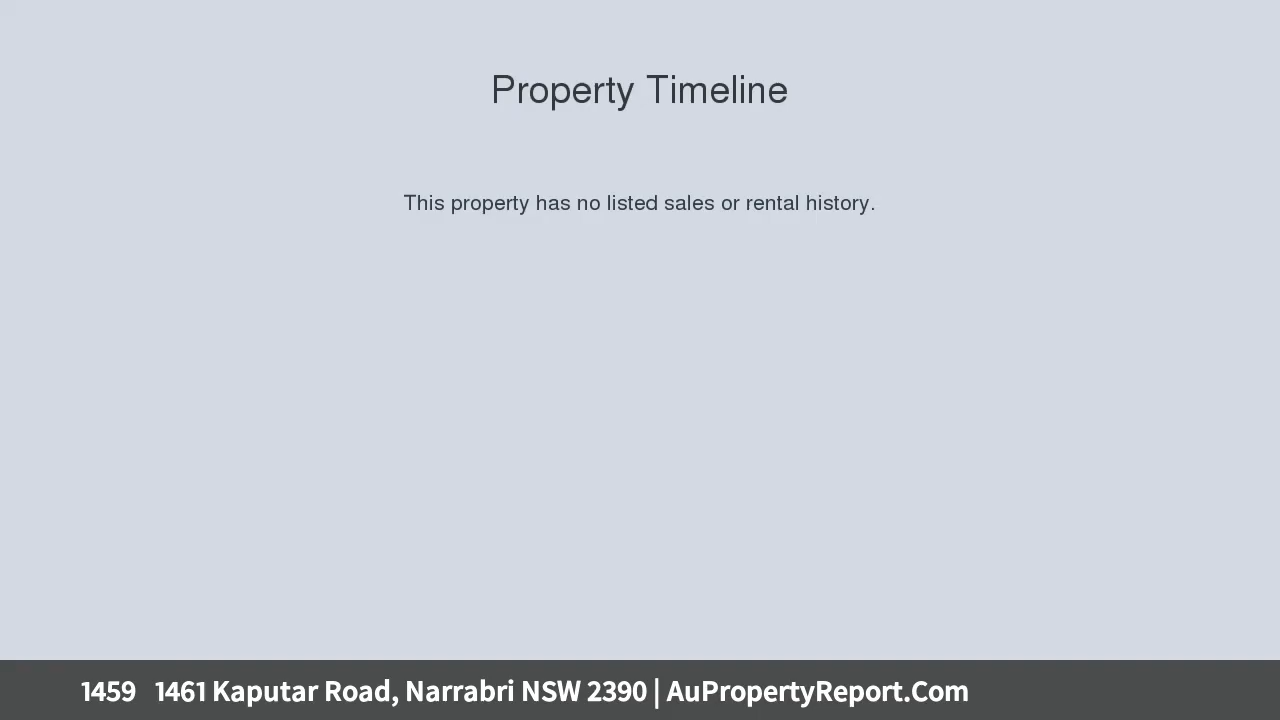 Property Timeline
This property has no listed sales or rental history.
1459 1461 Kaputar Road, Narrabri NSW 2390 | AuPropertyReport.Com